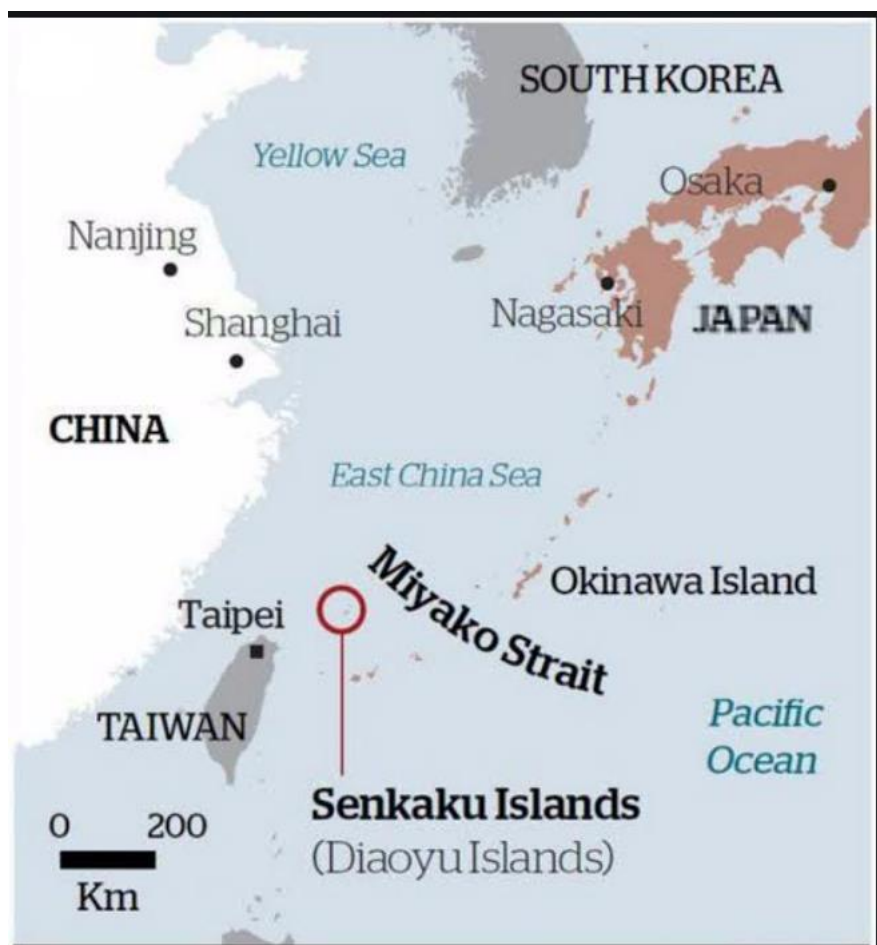 SOUTH KOREA
Yellow Sea
Osaka
Nanjing
Nagasaki
JAPAN
Shanghai
CHINA
East China Sea
Miyako Strait
Okinawa Island
Taipei
TAIWAN
Pacific
Ocean
Senkaku Islands
(Diaoyu Islands)
0 200
Km